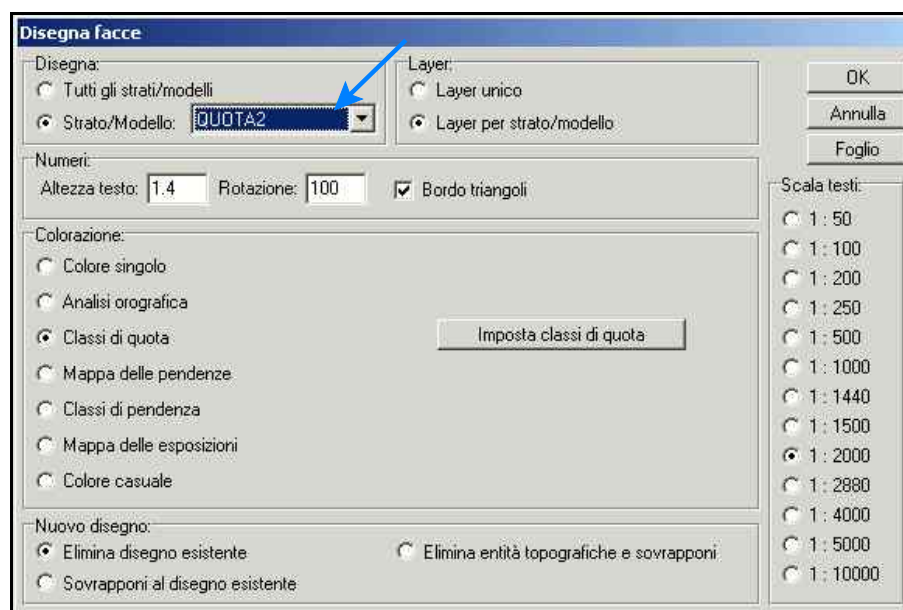 Disegna facce
Disegna:
Tutti gli strati/modelli
Strato/Modello: QUOTA2
Layer:
Layer unico
Layer per strato/modello
OK
Annulla
Foglio
Numeri:
Altezza testo: 1.4 Rotazione: 100 Bordo triangoli
Colorazione:
Colore singolo
Analisi orografica
Classi di quota
Mappa delle pendenze
Classi di pendenza
Mappa delle esposizioni
Colore casuale
Imposta classi di quota
Scala testi:
1 : 50
1 : 100
1 : 200
1 : 250
1 : 500
1 : 1000
1 : 1440
1 : 1500
1 : 2000
1 : 2880
1 : 4000
1 : 5000
1 : 10000
Nuovo disegno:
Elimina disegno esistente
Elimina entità topografiche e sovrapponi
Sovrapponi al disegno esistente